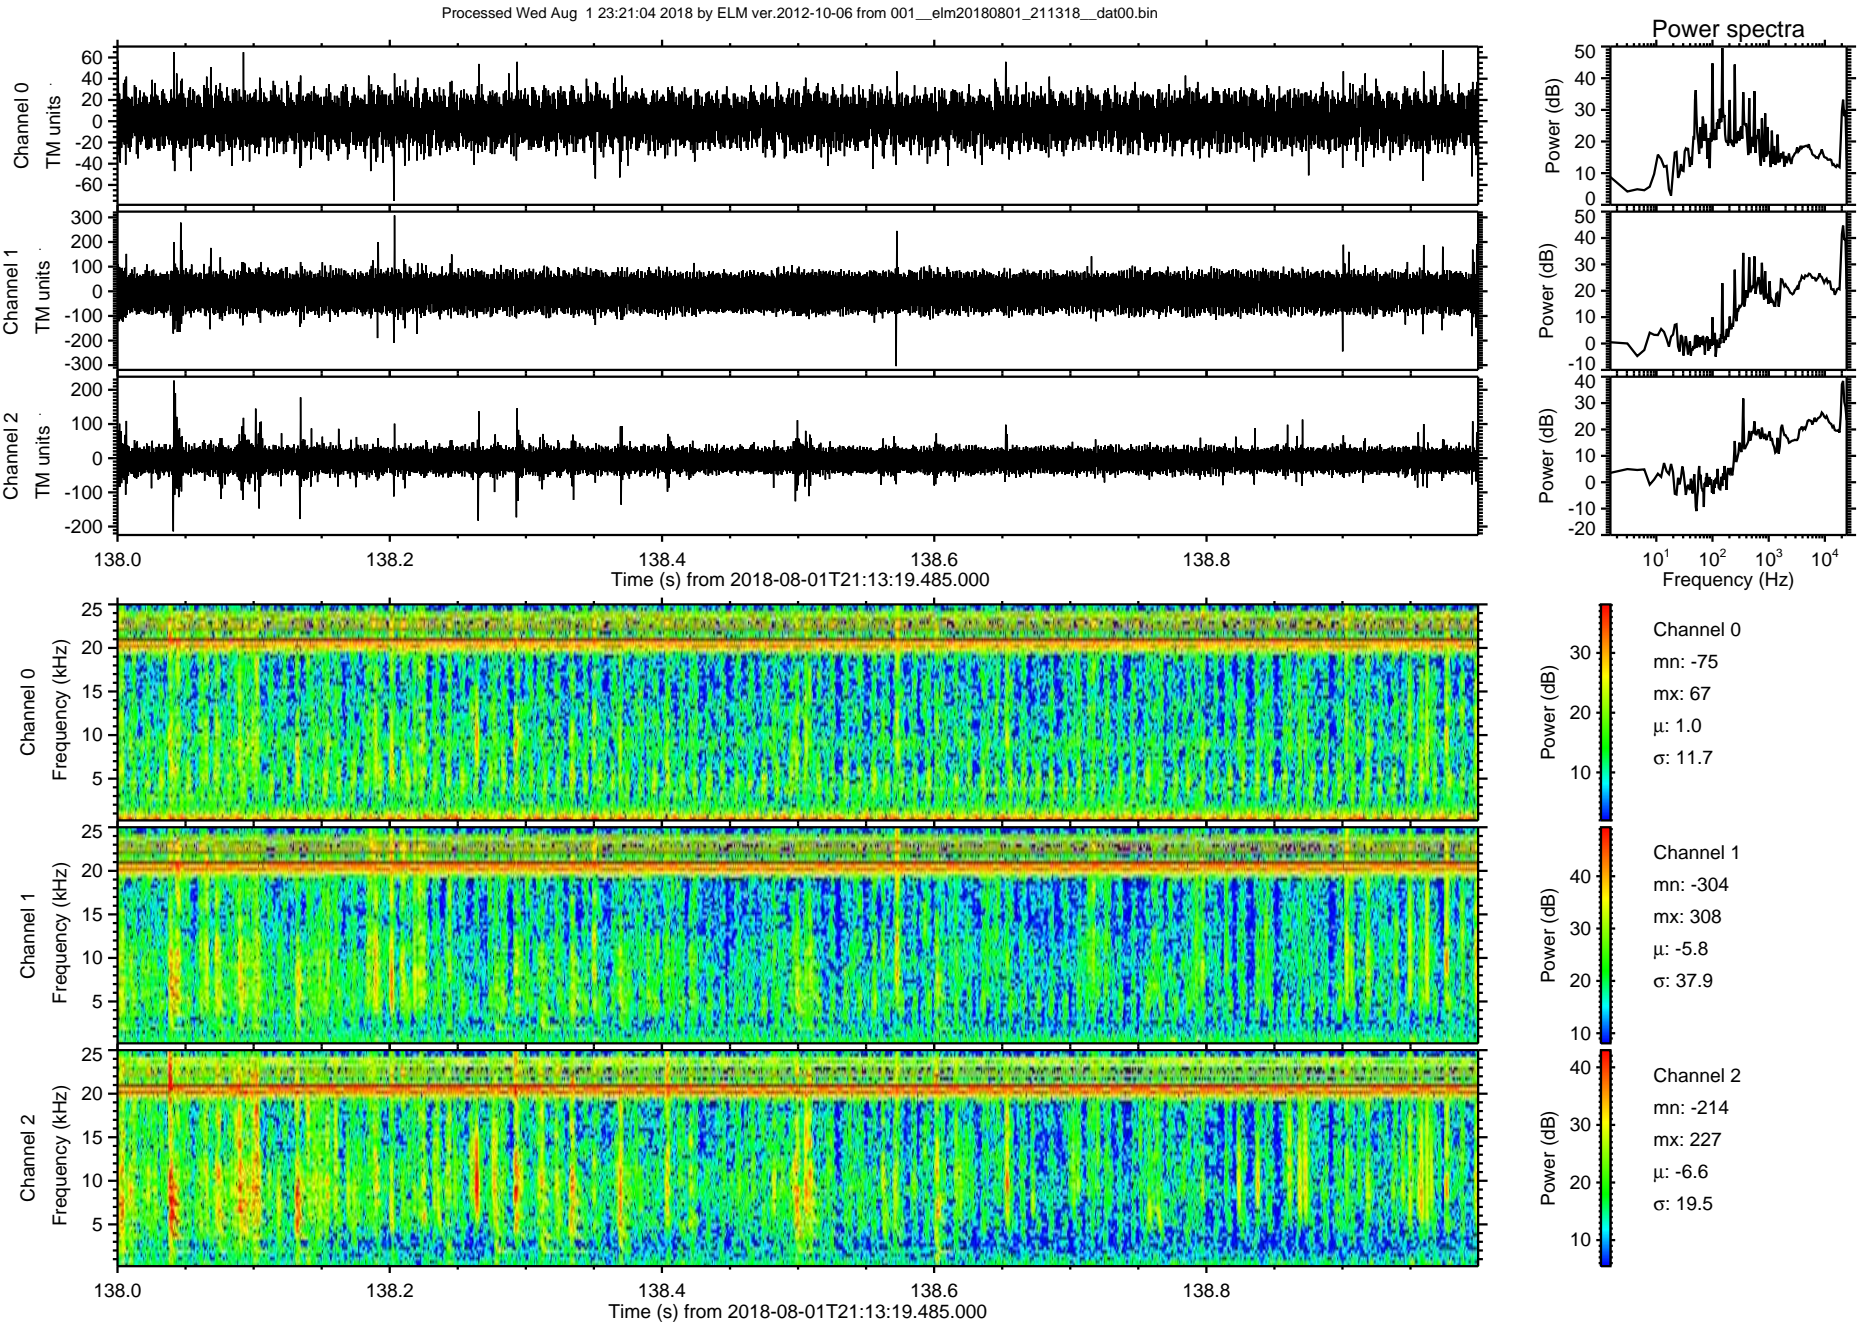 Processed Wed Aug  1 23:21:04 2018 by ELM ver.2012-10-06 from 001__elm20180801_211318__dat00.bin
Power spectra
Channel 0
TM units
60
40
20
0
-20
-40
-60
Power (dB)
50
40
30
20
10
0
Channel 1
TM units
300
200
100
0
-100
-200
-300
Power (dB)
50
40
30
20
10
0
-10
Channel 2
TM units
200
100
0
-100
-200
Power (dB)
40
30
20
10
0
-10
-20
138.0 138.2 138.4 138.6 138.8
Time (s) from 2018-08-01T21:13:19.485.000
10¹ 10² 10³ 10⁴
Frequency (Hz)
Channel 0
Frequency (kHz)
25
20
15
10
5
Power (dB)
30
20
10
Channel 0
mn: -75
mx: 67
μ: 1.0
σ: 11.7
Channel 1
Frequency (kHz)
25
20
15
10
5
Power (dB)
40
30
20
10
Channel 1
mn: -304
mx: 308
μ: -5.8
σ: 37.9
Channel 2
Frequency (kHz)
25
20
15
10
5
Power (dB)
40
30
20
10
Channel 2
mn: -214
mx: 227
μ: -6.6
σ: 19.5
138.0 138.2 138.4 138.6 138.8
Time (s) from 2018-08-01T21:13:19.485.000